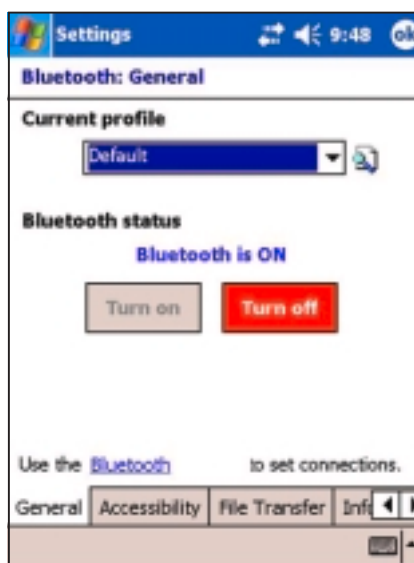 Settings 9:48 ok
Bluetooth: General
Current profile
Default
Bluetooth status
Bluetooth is ON
Turn on Turn off
Use the Bluetooth to set connections.
General Accessibility File Transfer Inf